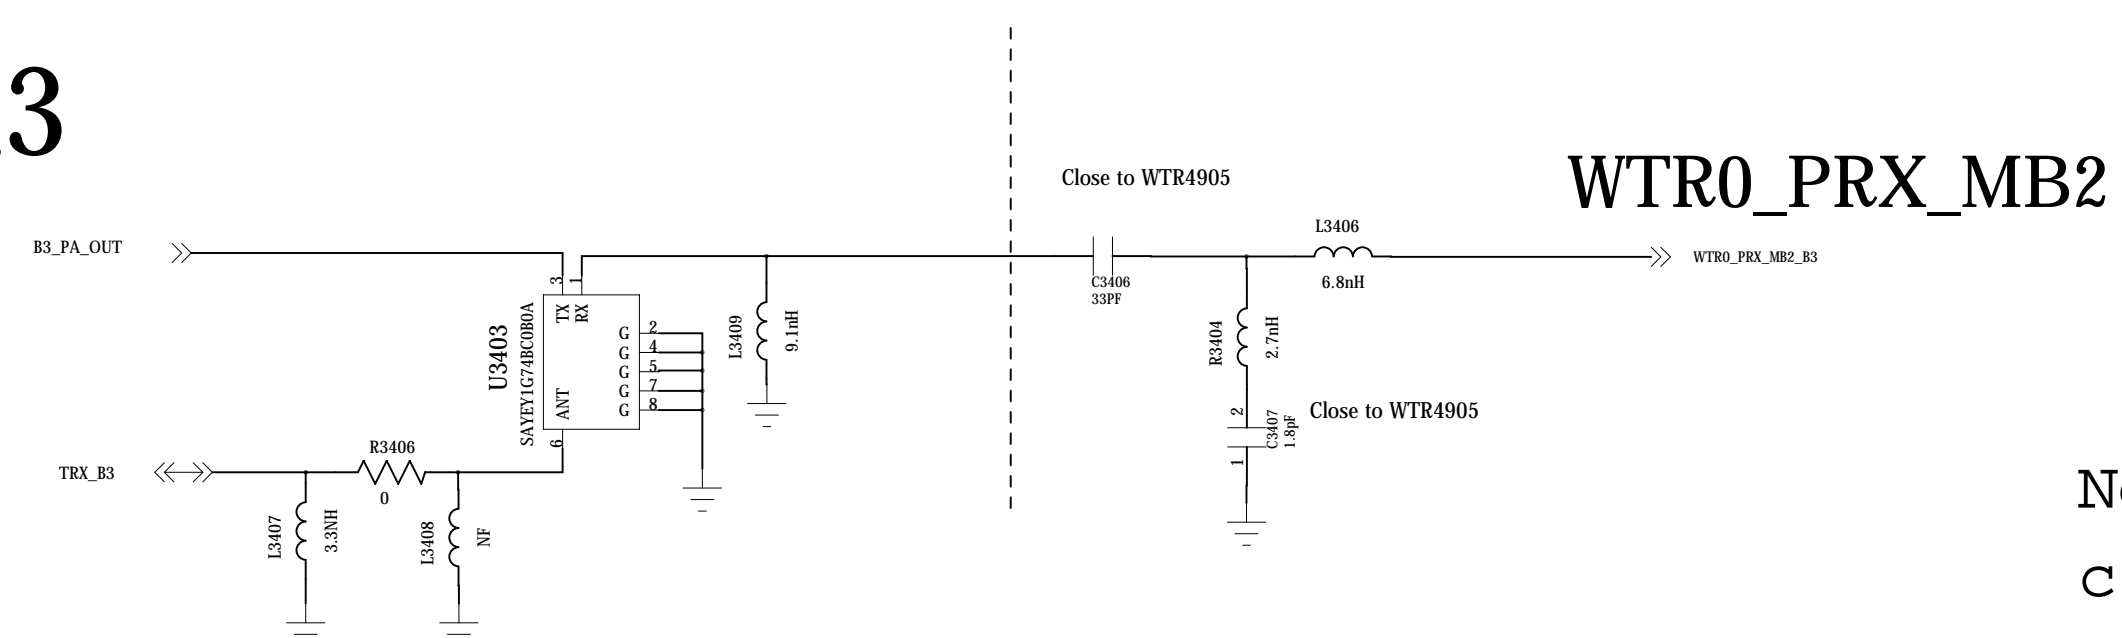 3
Close to WTR4905
WTR0_PRX_MB2
L3406
B3_PA_OUT
WTR0_PRX_MB2_B3
C3406
33PF
6.8nH
3
1
TX
RX
U3403
SAYEY1G74BC0B0A
G 2
G 4
G 5
G 7
G 8
ANT
6
L3409
9.1nH
R3404
2.7nH
2
C3407
1.8pF
1
Close to WTR4905
R3406
TRX_B3
0
L3407
3.3NH
L3408
NF
N
C